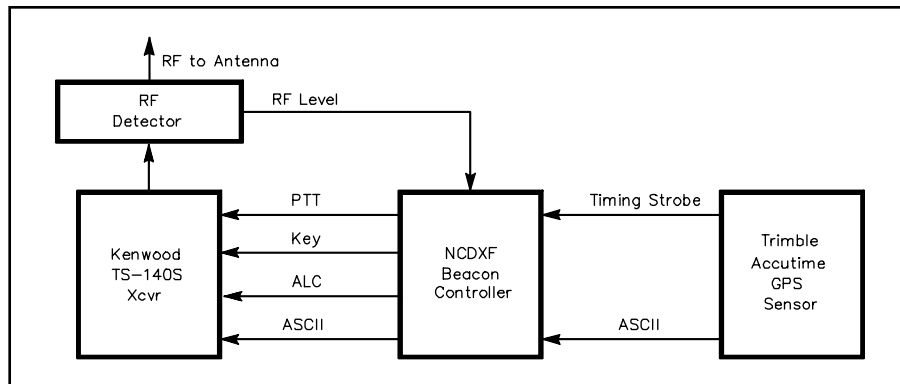 RF to Antenna
RF
Detector
RF Level
Kenwood
TS-140S
Xcvr
PTT
Key
ALC
ASCII
NCDXF
Beacon
Controller
Timing Strobe
ASCII
Trimble
Accutime
GPS
Sensor